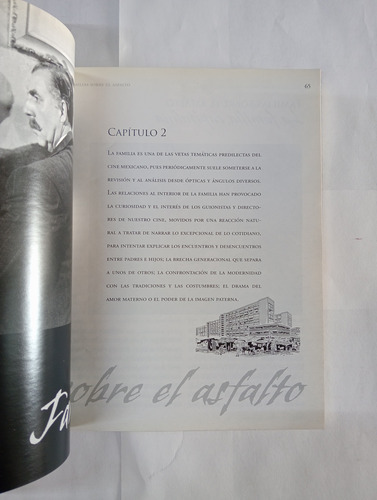 65
CAPÍTULO 2
LA FAMILIA ES UNA DE LAS VETAS TEMÁTICAS PREDILECTAS DEL
CINE MEXICANO, PUES PERIÓDICAMENTE SUELE SOMETERSE A LA
REVISIÓN Y AL ANÁLISIS DESDE ÓPTICAS Y ÁNGULOS DIVERSOS.
LAS RELACIONES AL INTERIOR DE LA FAMILIA HAN PROVOCADO
LA CURIOSIDAD Y EL INTERÉS DE LOS GUIONISTAS Y DIRECTO-
RES DE NUESTRO CINE, MOVIDOS POR UNA REACCIÓN NATU-
RAL A TRATAR DE NARRAR LO EXCEPCIONAL DE LO COTIDIANO,
PARA INTENTAR EXPLICAR LOS ENCUENTROS Y DESENCUENTROS
ENTRE PADRES E HIJOS; LA BRECHA GENERACIONAL QUE SEPARA
A UNOS DE OTROS; LA CONFRONTACIÓN DE LA MODERNIDAD
CON LAS TRADICIONES Y LAS COSTUMBRES; EL DRAMA DEL
AMOR MATERNO O EL PODER DE LA IMAGEN PATERNA.
sobre el asfalto